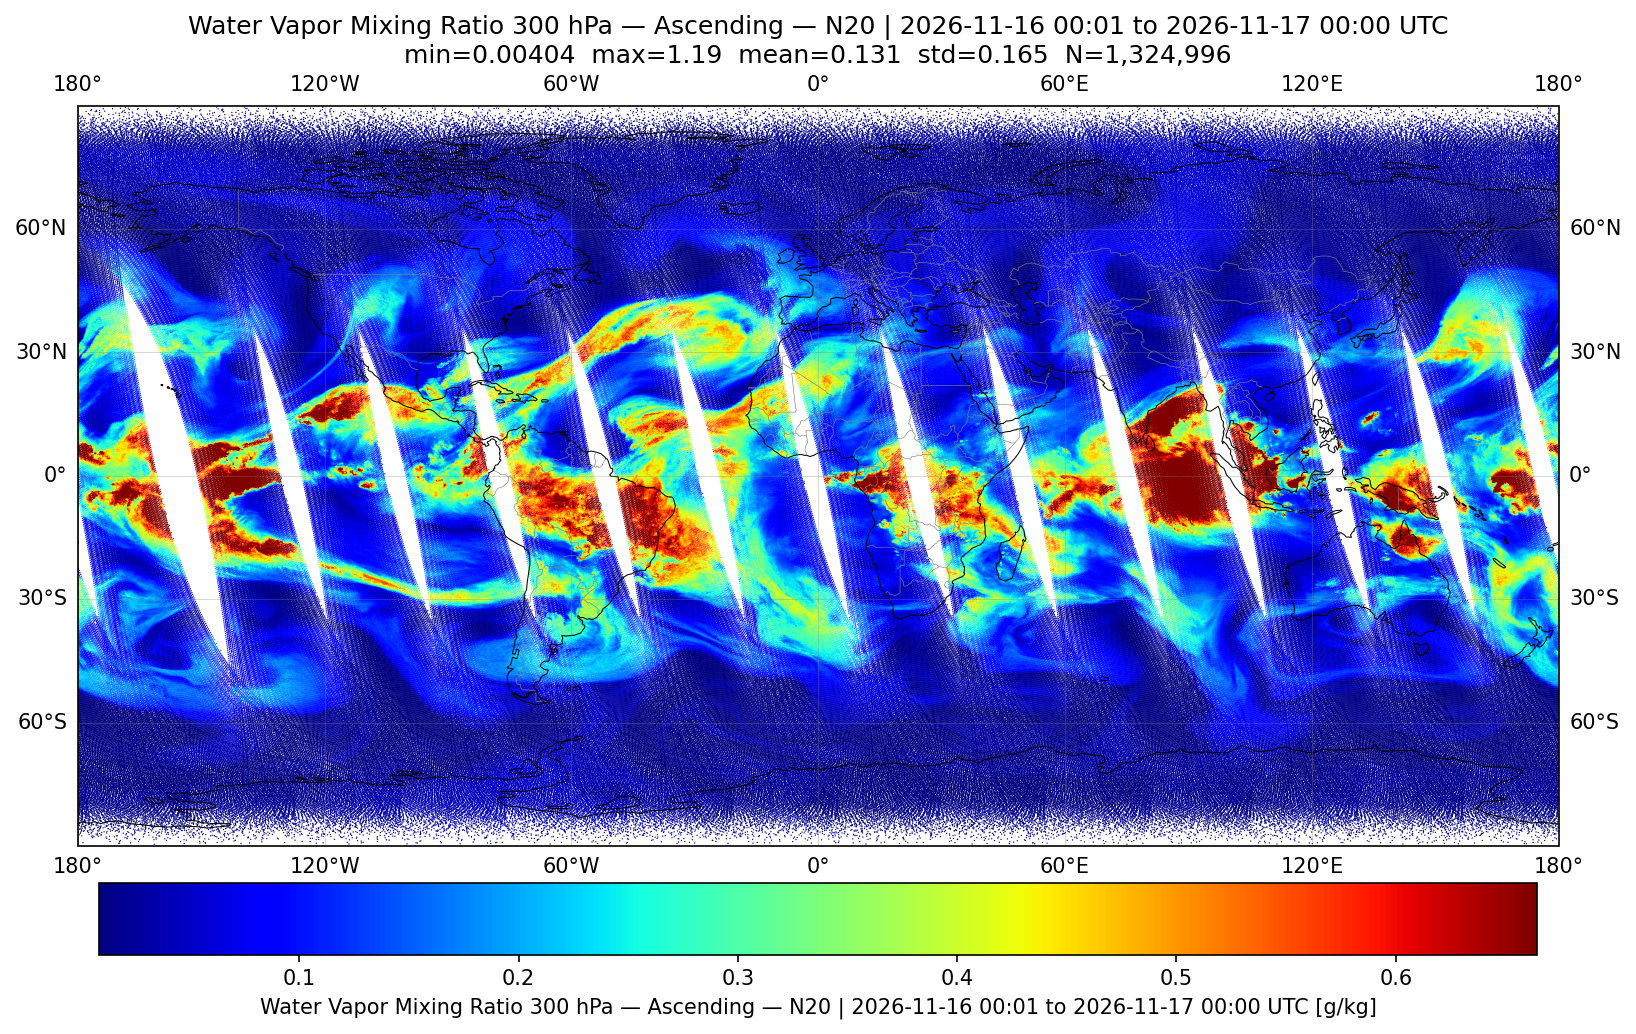 Water Vapor Mixing Ratio 300 hPa — Ascending — N20 | 2026-11-16 00:01 to 2026-11-17 00:00 UTC
min=0.00404 max=1.19 mean=0.131 std=0.165 N=1,324,996
180° 120°W 60°W 0° 60°E 120°E 180°
60°N 60°N
30°N 30°N
0° 0°
30°S 30°S
60°S 60°S
180° 120°W 60°W 0° 60°E 120°E 180°
0.1 0.2 0.3 0.4 0.5 0.6
Water Vapor Mixing Ratio 300 hPa — Ascending — N20 | 2026-11-16 00:01 to 2026-11-17 00:00 UTC [g/kg]